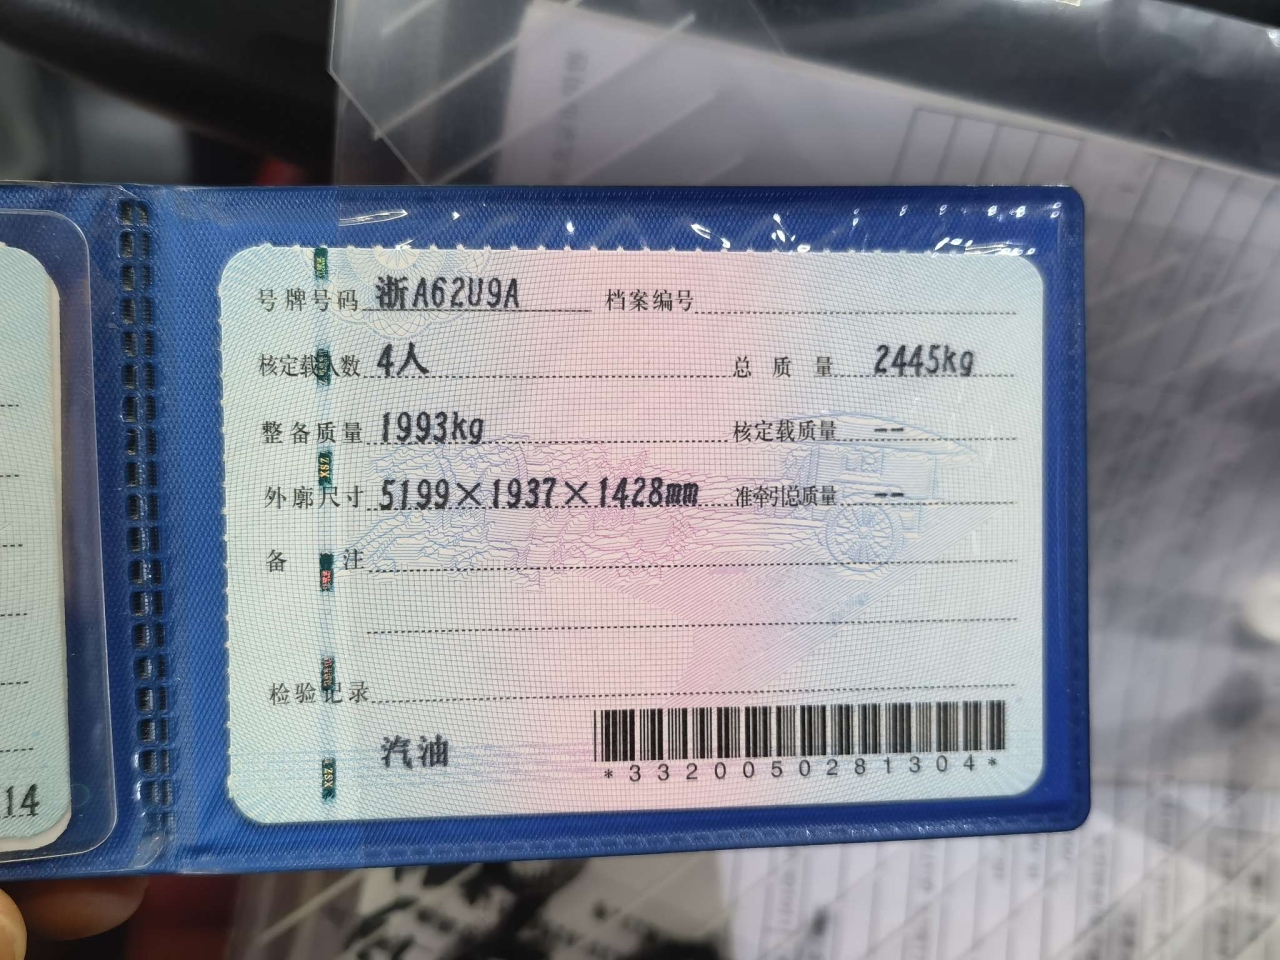 号牌号码 浙A62U9A 档案编号
核定载人数 4人 总质量 2445kg
整备质量 1993kg 核定载质量 --
外廓尺寸 5199×1937×1428mm 准牵引总质量 --
备注
检验记录
汽油
*3320050281304*
14